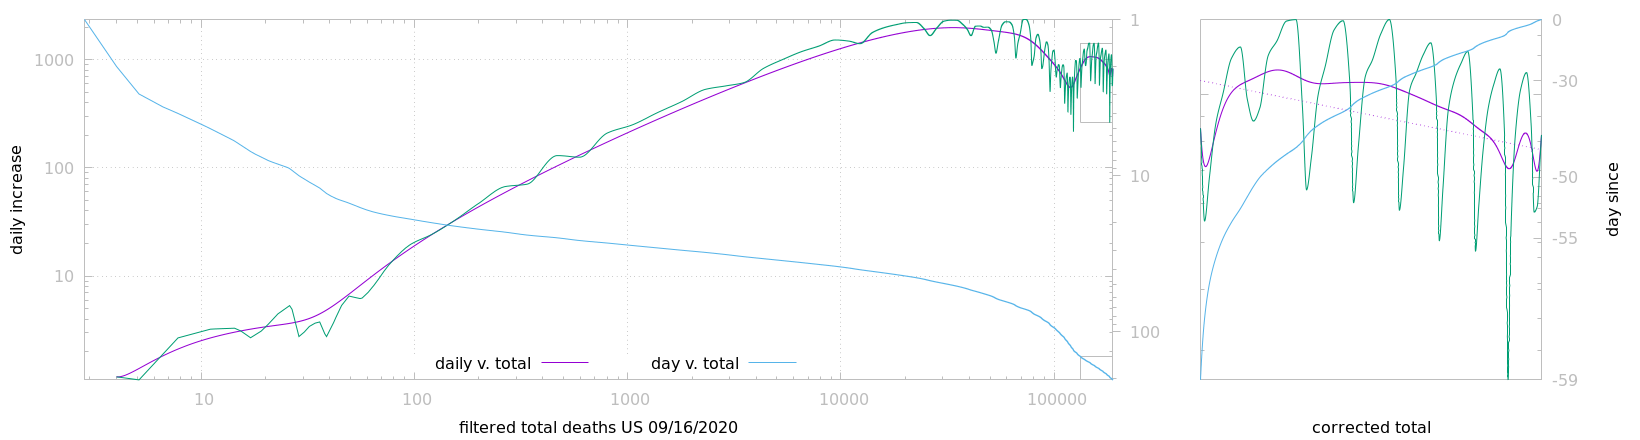 daily increase
1000
100
10
10
100
1000
10000
100000
filtered total deaths US 09/16/2020
daily v. total
day v. total
1
10
100
0
-30
-50
-55
-59
day since
corrected total